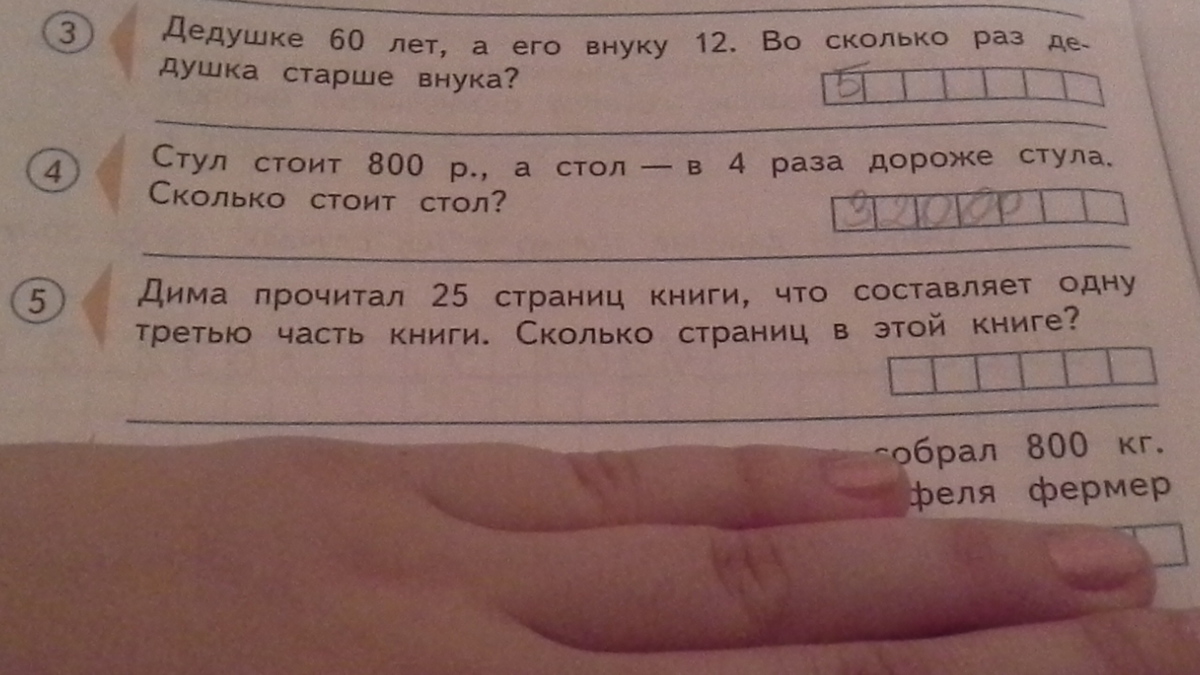 3 Дедушке 60 лет, а его внуку 12. Во сколько раз де-
душка старше внука?
5
4 Стул стоит 800 р., а стол — в 4 раза дороже стула.
Сколько стоит стол?
3200р
5 Дима прочитал 25 страниц книги, что составляет одну
третью часть книги. Сколько страниц в этой книге?
собрал 800 кг.
феля фермер